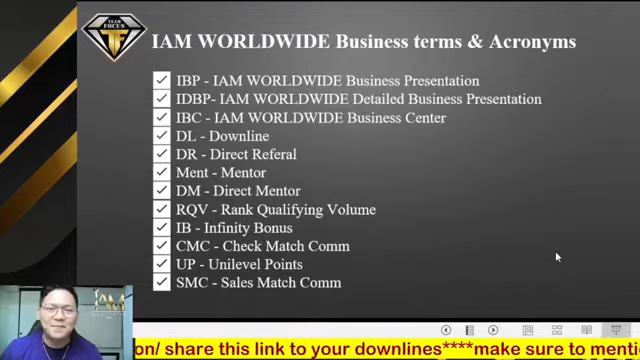 TEAM
FOCUS
TF
IAM WORLDWIDE Business terms & Acronyms
IBP - IAM WORLDWIDE Business Presentation
IDBP- IAM WORLDWIDE Detailed Business Presentation
IBC - IAM WORLDWIDE Business Center
DL - Downline
DR - Direct Referal
Ment - Mentor
DM - Direct Mentor
RQV - Rank Qualifying Volume
IB - Infinity Bonus
CMC - Check Match Comm
UP - Unilevel Points
SMC - Sales Match Comm
IAM
on/ share this link to your downlines****make sure to menti